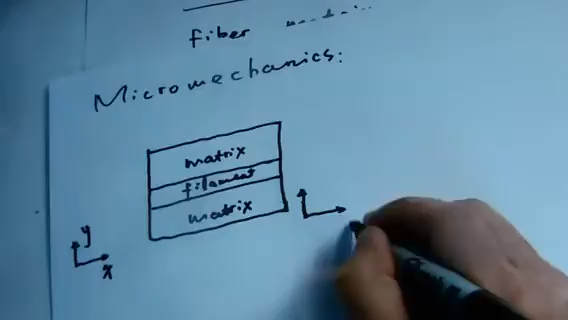 fiber
Micromechanics:
matrix
filament
matrix
y
x